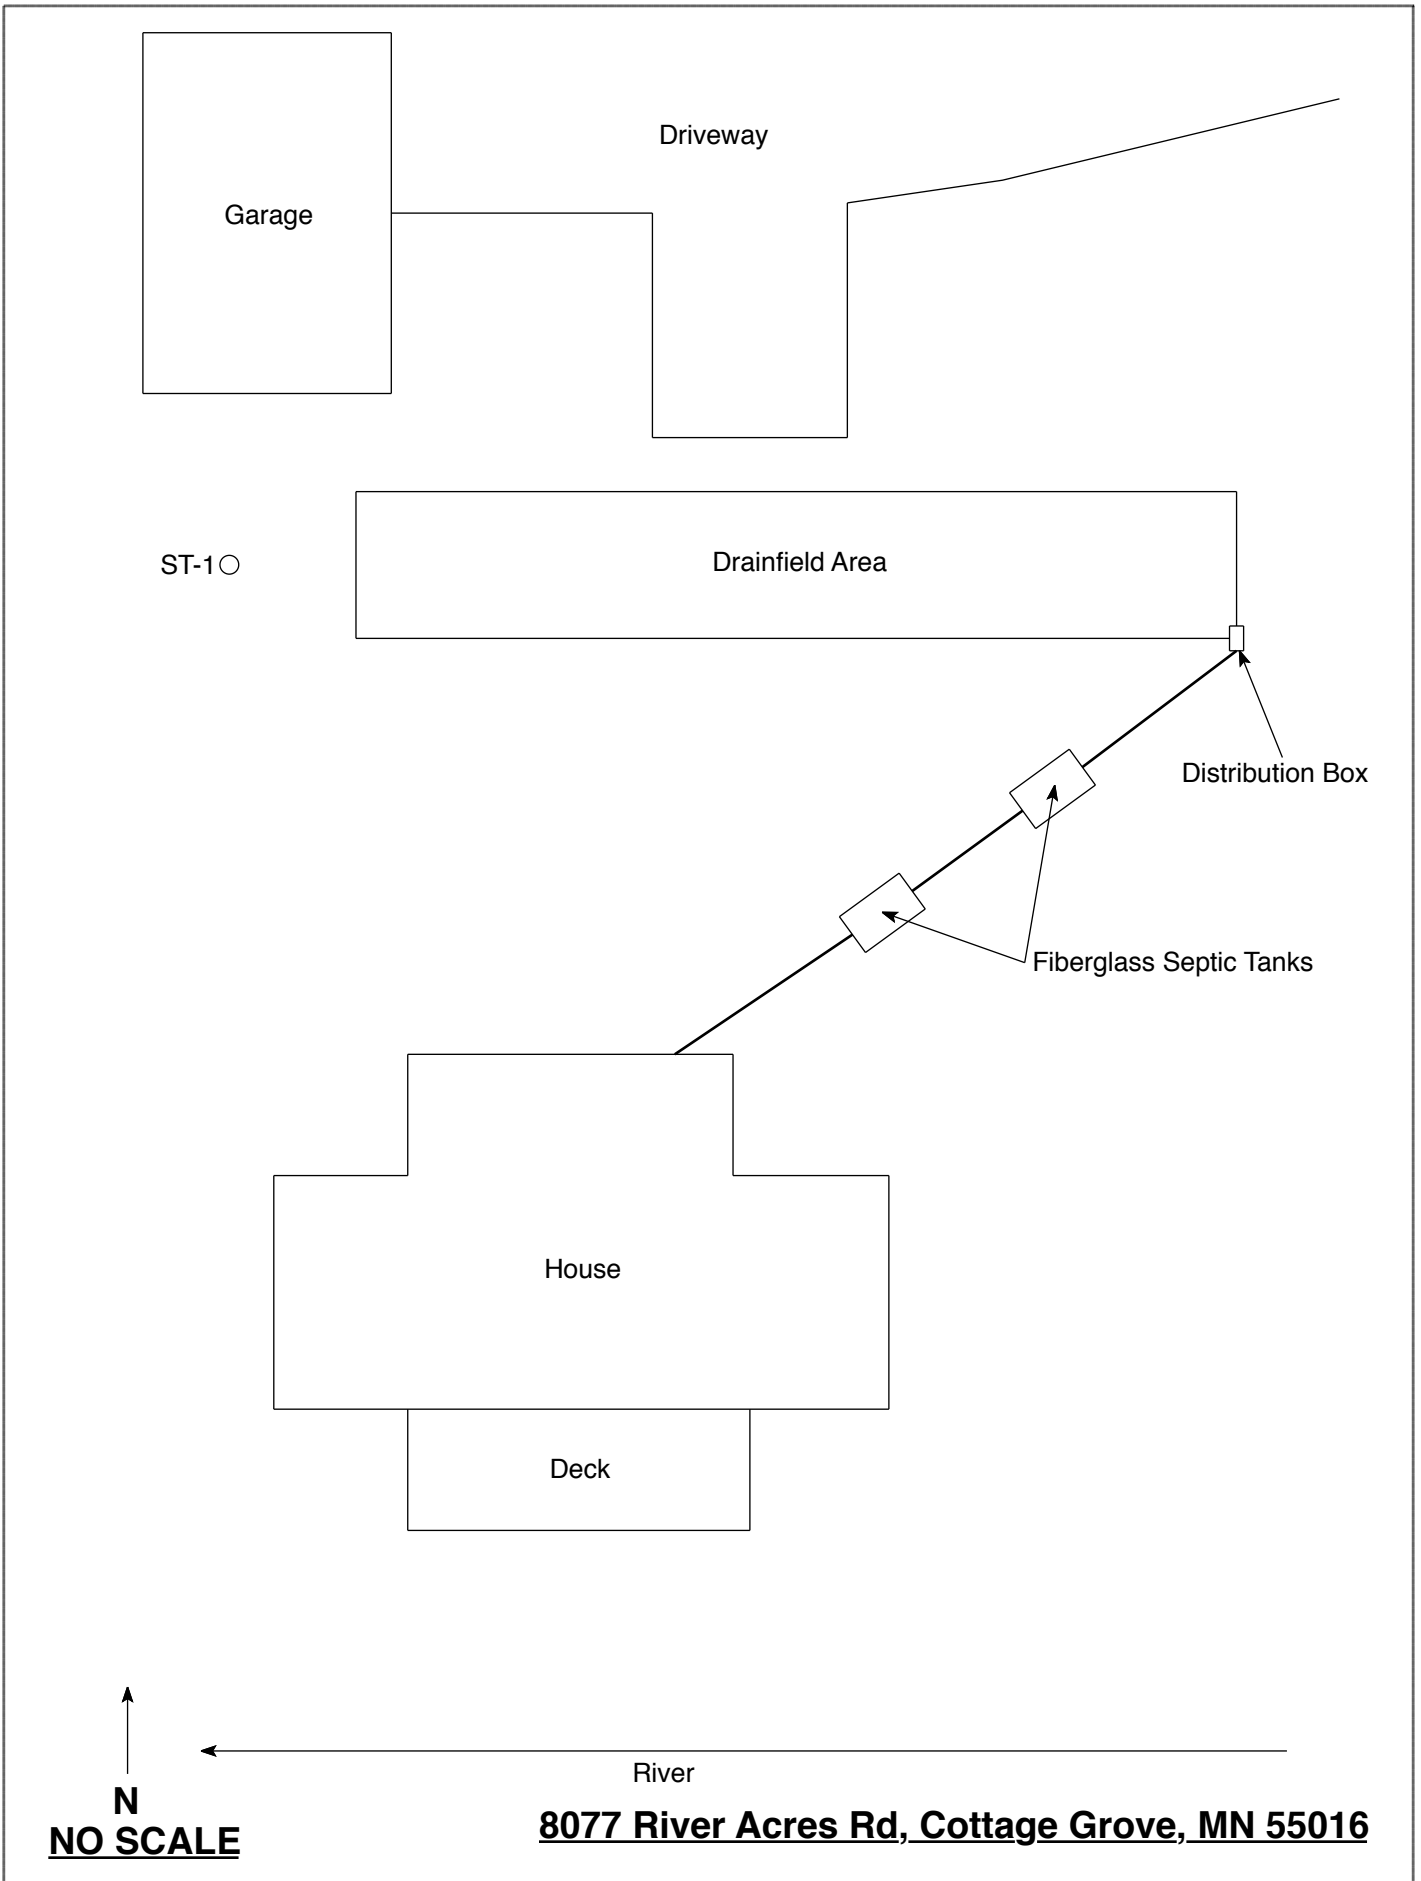 Driveway
Garage
ST-1
Drainfield Area
Distribution Box
Fiberglass Septic Tanks
House
Deck
River
N
NO SCALE
8077 River Acres Rd, Cottage Grove, MN 55016